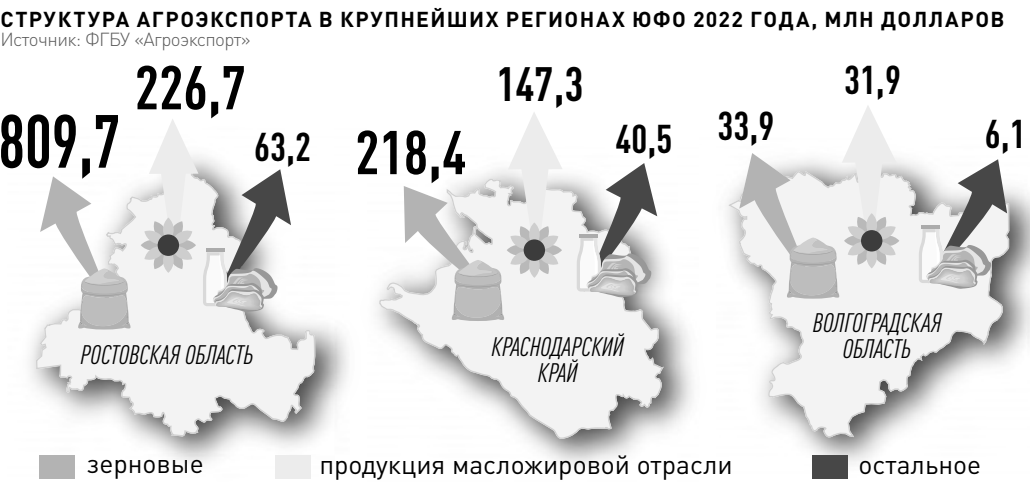 СТРУКТУРА АГРОЭКСПОРТА В КРУПНЕЙШИХ РЕГИОНАХ ЮФО 2022 ГОДА, МЛН ДОЛЛАРОВ
Источник: ФГБУ «Агроэкспорт»
809,7
226,7
63,2
РОСТОВСКАЯ ОБЛАСТЬ
218,4
147,3
40,5
КРАСНОДАРСКИЙ
КРАЙ
33,9
31,9
6,1
ВОЛГОГРАДСКАЯ
ОБЛАСТЬ
зерновые
продукция масложировой отрасли
остальное